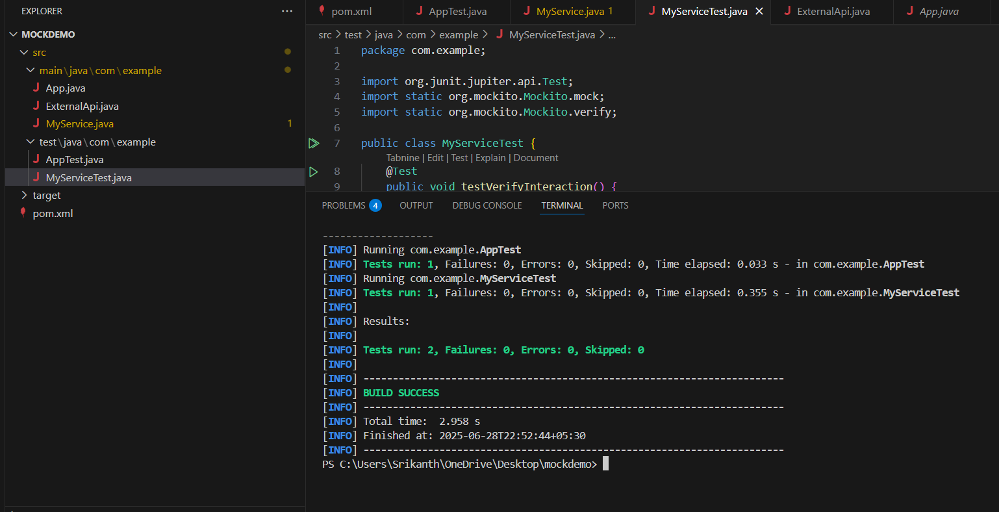 EXPLORER
...
MOCKDEMO
src
main\java\com\example
App.java
ExternalApi.java
MyService.java 1
test\java\com\example
AppTest.java
MyServiceTest.java
target
pom.xml
pom.xml
AppTest.java
MyService.java 1
MyServiceTest.java
ExternalApi.java
App.java
src > test > java > com > example > MyServiceTest.java > ...
1 package com.example;
2
3 import org.junit.jupiter.api.Test;
4 import static org.mockito.Mockito.mock;
5 import static org.mockito.Mockito.verify;
6
7 public class MyServiceTest {
Tabnine | Edit | Test | Explain | Document
8 @Test
9 public void testVerifyInteraction() {
PROBLEMS 4 OUTPUT DEBUG CONSOLE TERMINAL PORTS
-------------------
[INFO] Running com.example.AppTest
[INFO] Tests run: 1, Failures: 0, Errors: 0, Skipped: 0, Time elapsed: 0.033 s - in com.example.AppTest
[INFO] Running com.example.MyServiceTest
[INFO] Tests run: 1, Failures: 0, Errors: 0, Skipped: 0, Time elapsed: 0.355 s - in com.example.MyServiceTest
[INFO]
[INFO] Results:
[INFO]
[INFO] Tests run: 2, Failures: 0, Errors: 0, Skipped: 0
[INFO]
[INFO] ------------------------------------------------------------------------
[INFO] BUILD SUCCESS
[INFO] ------------------------------------------------------------------------
[INFO] Total time:  2.958 s
[INFO] Finished at: 2025-06-28T22:52:44+05:30
[INFO] ------------------------------------------------------------------------
PS C:\Users\Srikanth\OneDrive\Desktop\mockdemo>